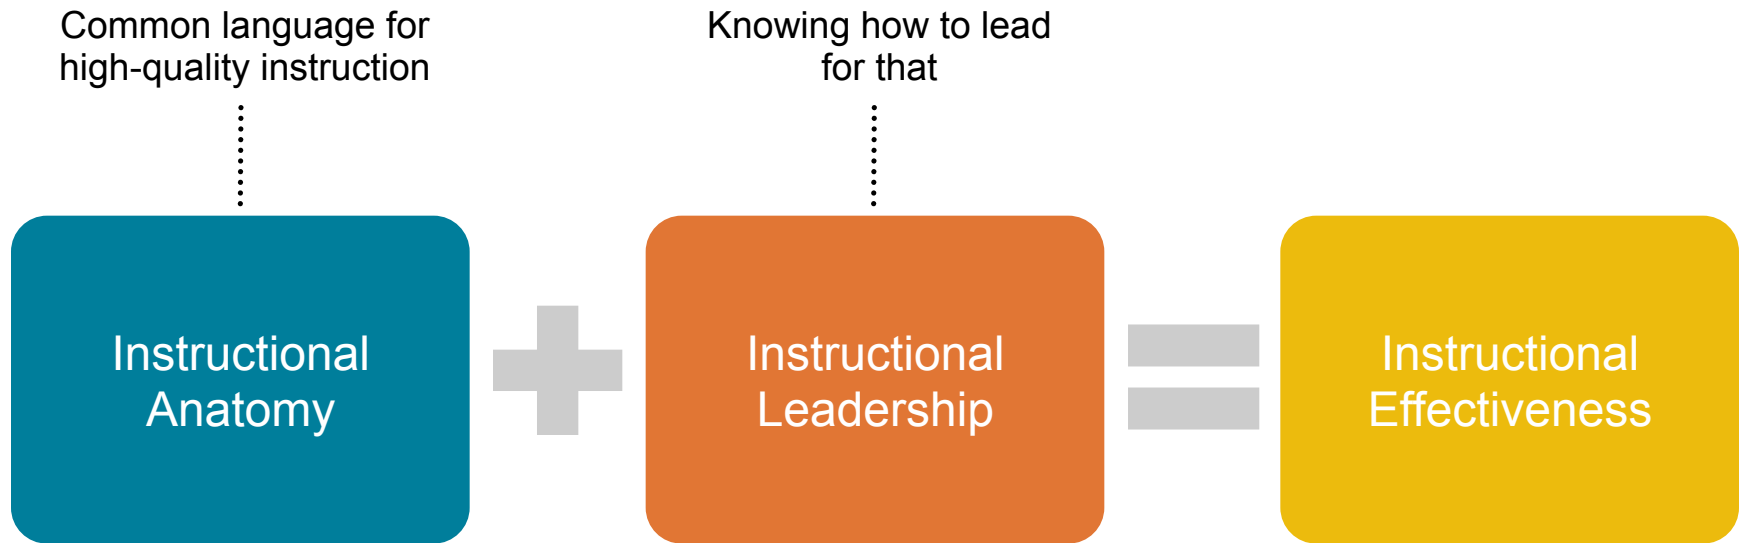 Common language for
high-quality instruction
Knowing how to lead
for that
Instructional
Anatomy
Instructional
Leadership
Instructional
Effectiveness